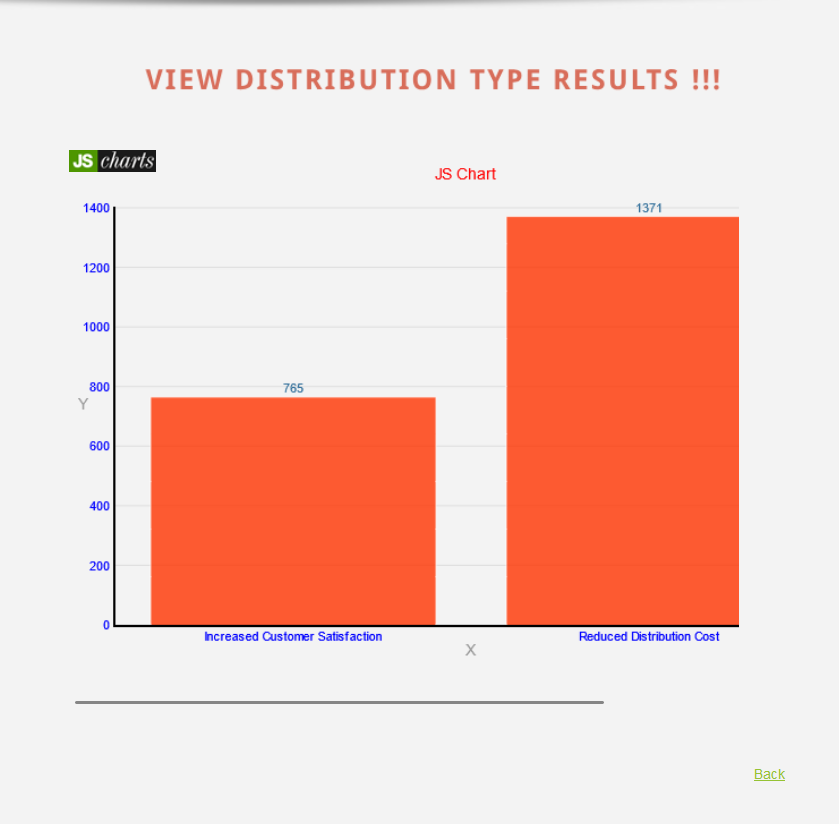 VIEW DISTRIBUTION TYPE RESULTS !!!
JS charts
JS Chart
1400
1371
1200
1000
800
765
Y
600
400
200
0
Increased Customer Satisfaction
Reduced Distribution Cost
X
Back